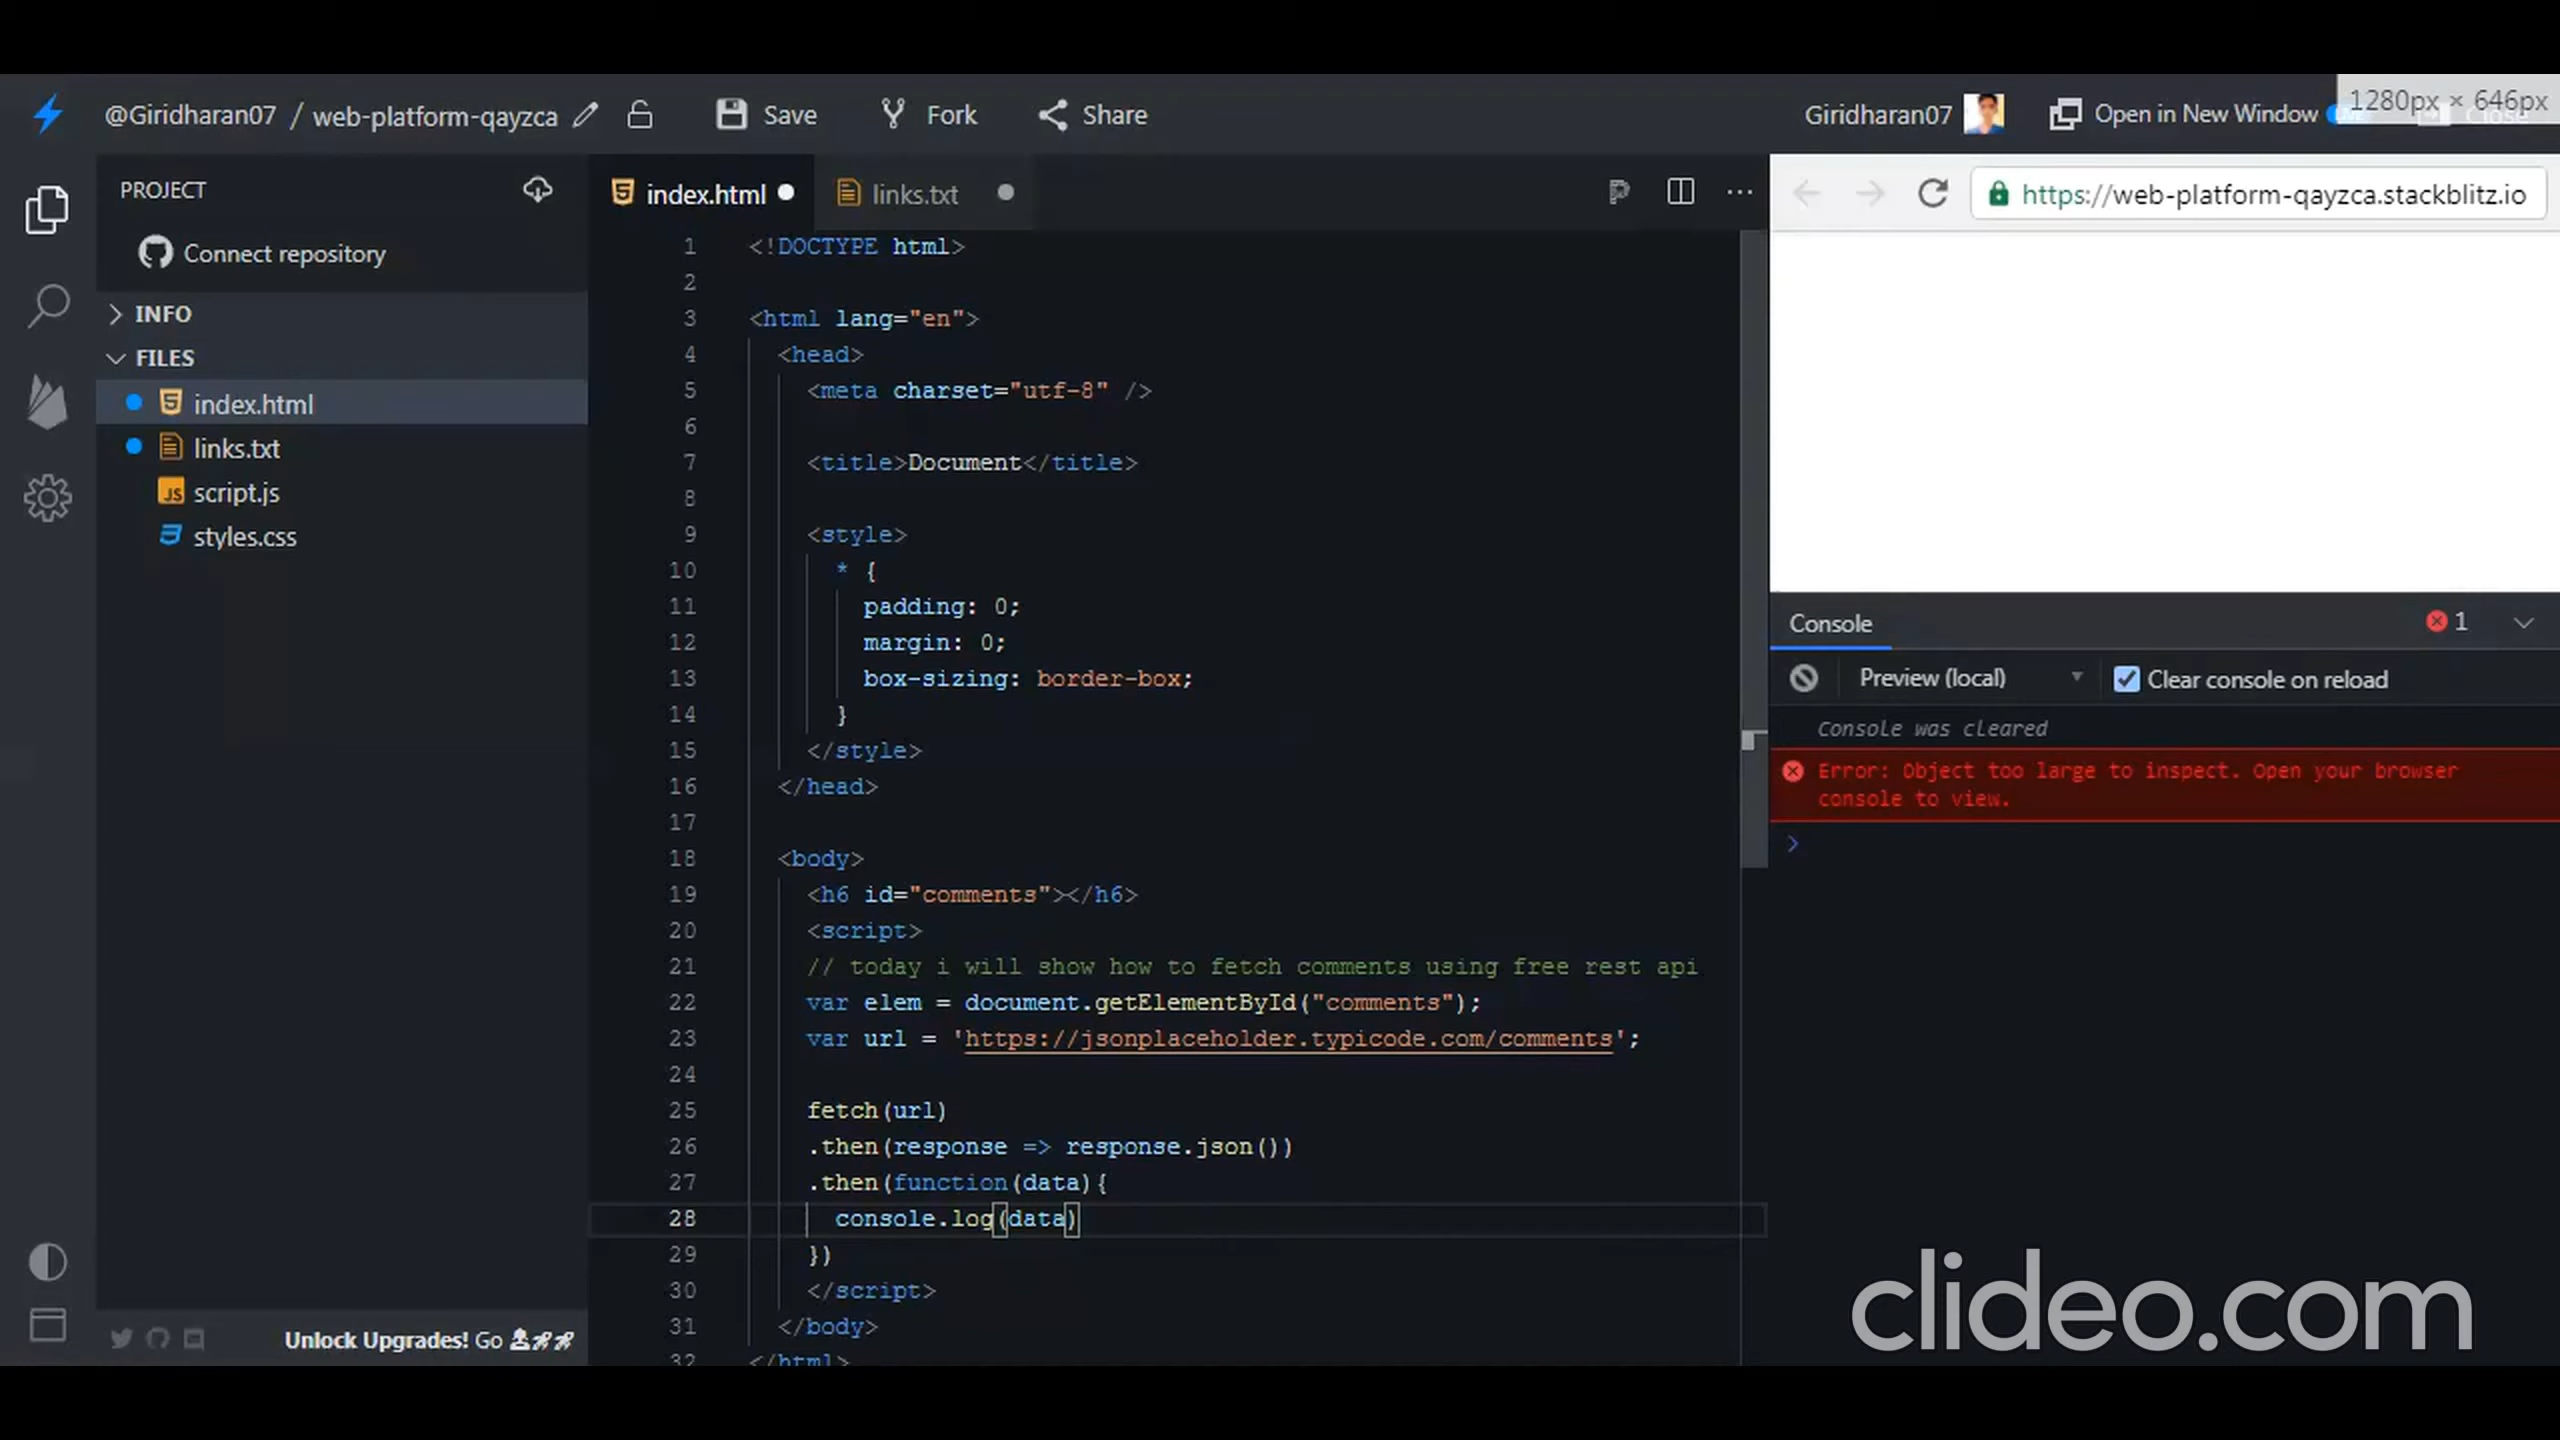 @Giridharan07 / web-platform-qayzca
Save
Fork
Share
Giridharan07
Open in New Window
LIVE
Close
1280px × 646px
PROJECT
Connect repository
INFO
FILES
index.html
links.txt
script.js
styles.css
Unlock Upgrades! Go
index.html
links.txt
1 <!DOCTYPE html>
2
3 <html lang="en">
4 <head>
5 <meta charset="utf-8" />
6
7 <title>Document</title>
8
9 <style>
10 * {
11 padding: 0;
12 margin: 0;
13 box-sizing: border-box;
14 }
15 </style>
16 </head>
17
18 <body>
19 <h6 id="comments"></h6>
20 <script>
21 // today i will show how to fetch comments using free rest api
22 var elem = document.getElementById("comments");
23 var url = 'https://jsonplaceholder.typicode.com/comments';
24
25 fetch(url)
26 .then(response => response.json())
27 .then(function(data){
28 console.log(data)
29 })
30 </script>
31 </body>
32 </html>
https://web-platform-qayzca.stackblitz.io
Console
1
Preview (local)
Clear console on reload
Console was cleared
Error: Object too large to inspect. Open your browser
console to view.
clideo.com